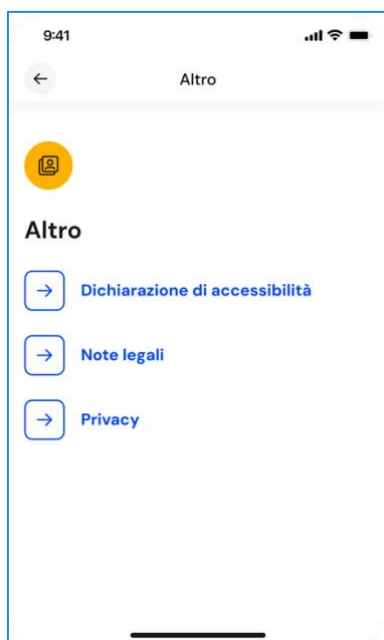 9:41
Altro
Altro
Dichiarazione di accessibilità
Note legali
Privacy